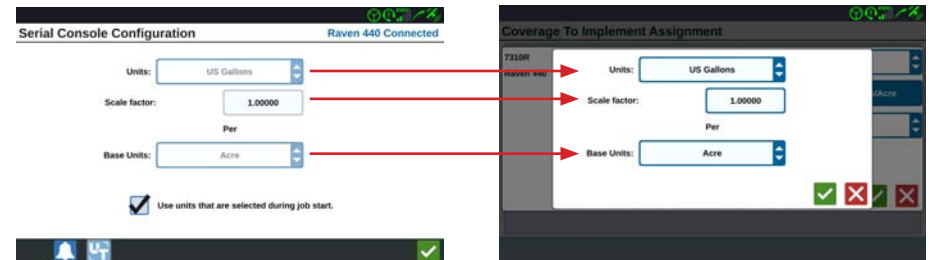 Serial Console Configuration
Raven 440 Connected
Units:
US Gallons
Scale factor:
1.00000
Per
Base Units:
Acre
Use units that are selected during job start.
UT
Coverage To Implement Assignment
7310R
Raven 440
/Acre
Units:
US Gallons
Scale factor:
1.00000
Per
Base Units:
Acre